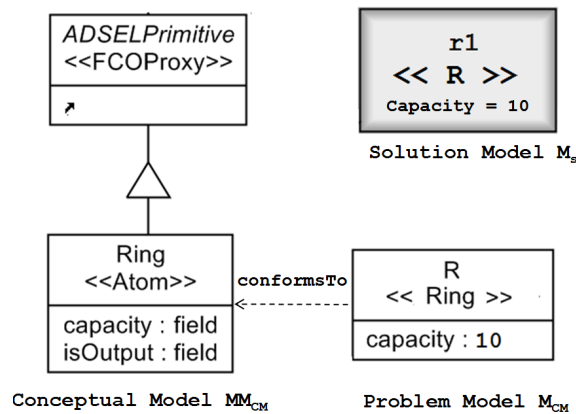 ADSELPrimitive
<<FCOProxy>>
r1
<< R >>
Capacity = 10
Solution Model Ms
Ring
<<Atom>>
capacity : field
isOutput : field
conformsTo
R
<< Ring >>
capacity : 10
Conceptual Model MMCM
Problem Model MCM